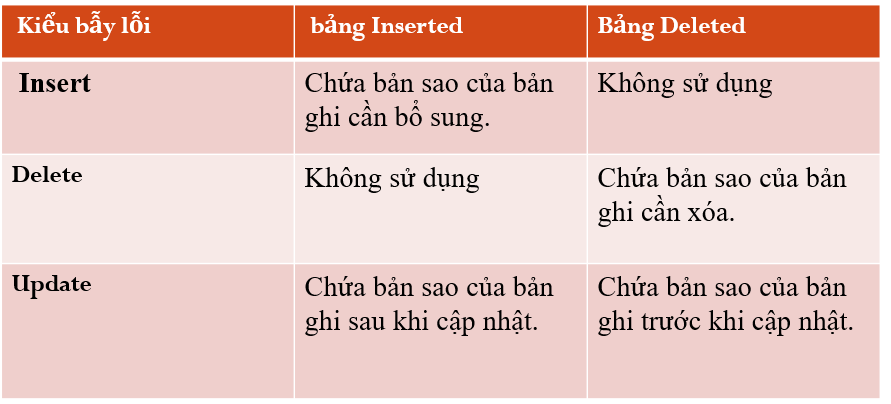 Kiểu bẫy lỗi
bảng Inserted
Bảng Deleted
Insert
Chứa bản sao của bản
ghi cần bổ sung.
Không sử dụng
Delete
Không sử dụng
Chứa bản sao của bản
ghi cần xóa.
Update
Chứa bản sao của bản
ghi sau khi cập nhật.
Chứa bản sao của bản
ghi trước khi cập nhật.